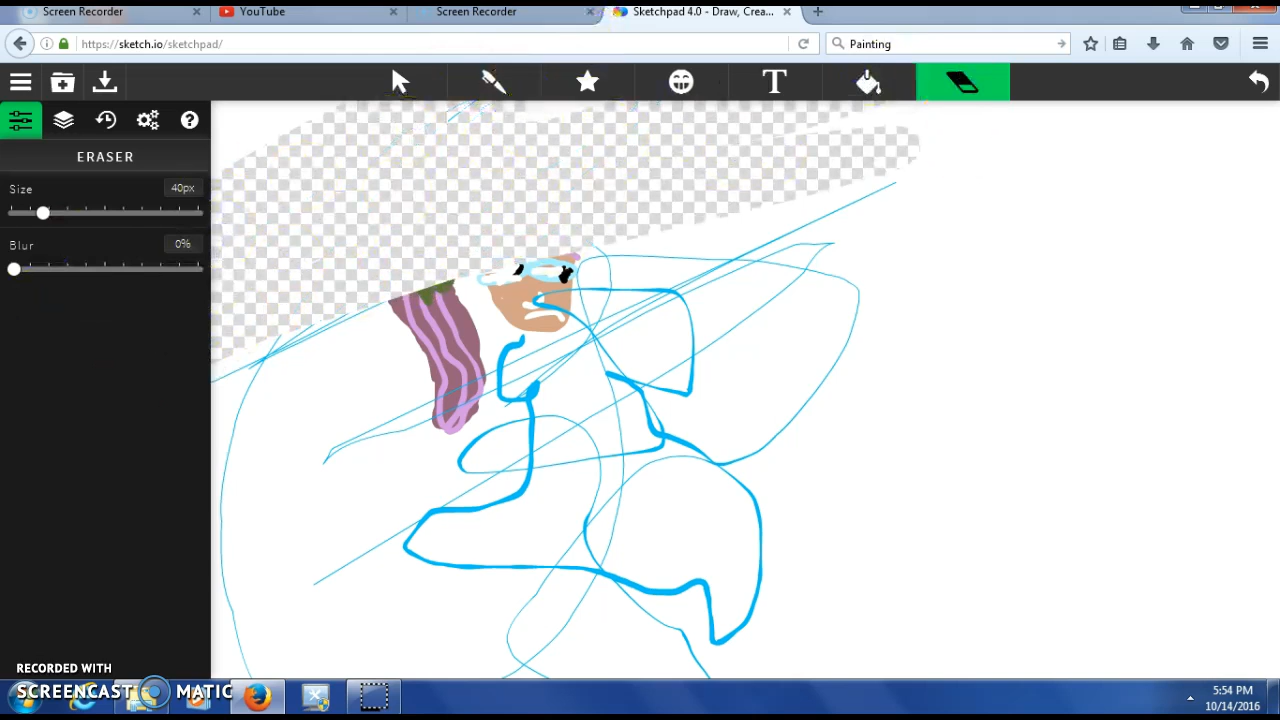 Screen Recorder
YouTube
Screen Recorder
Sketchpad 4.0 - Draw, Crea...
https://sketch.io/sketchpad/
Painting
T
ERASER
Size
40px
Blur
0%
RECORDED WITH
SCREENCAST MATIC
5:54 PM
10/14/2016